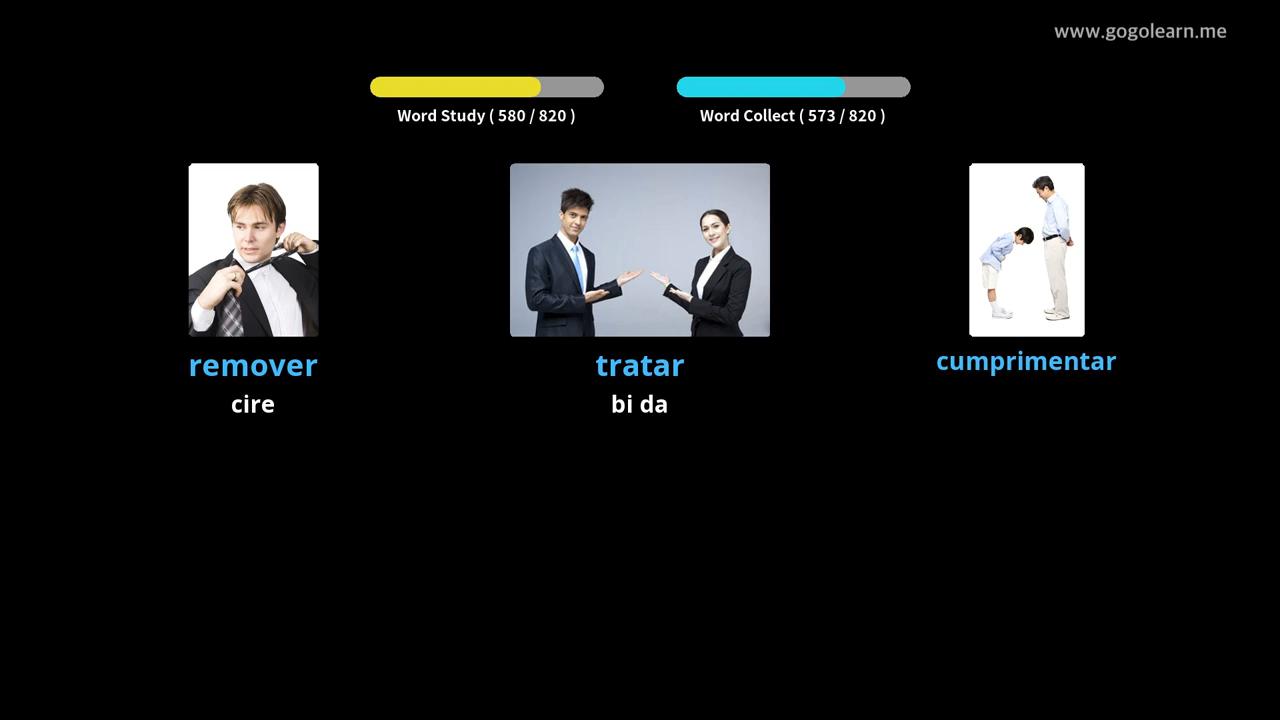 www.gogolearn.me
Word Study ( 580 / 820 )
Word Collect ( 573 / 820 )
remover
cire
tratar
bi da
cumprimentar